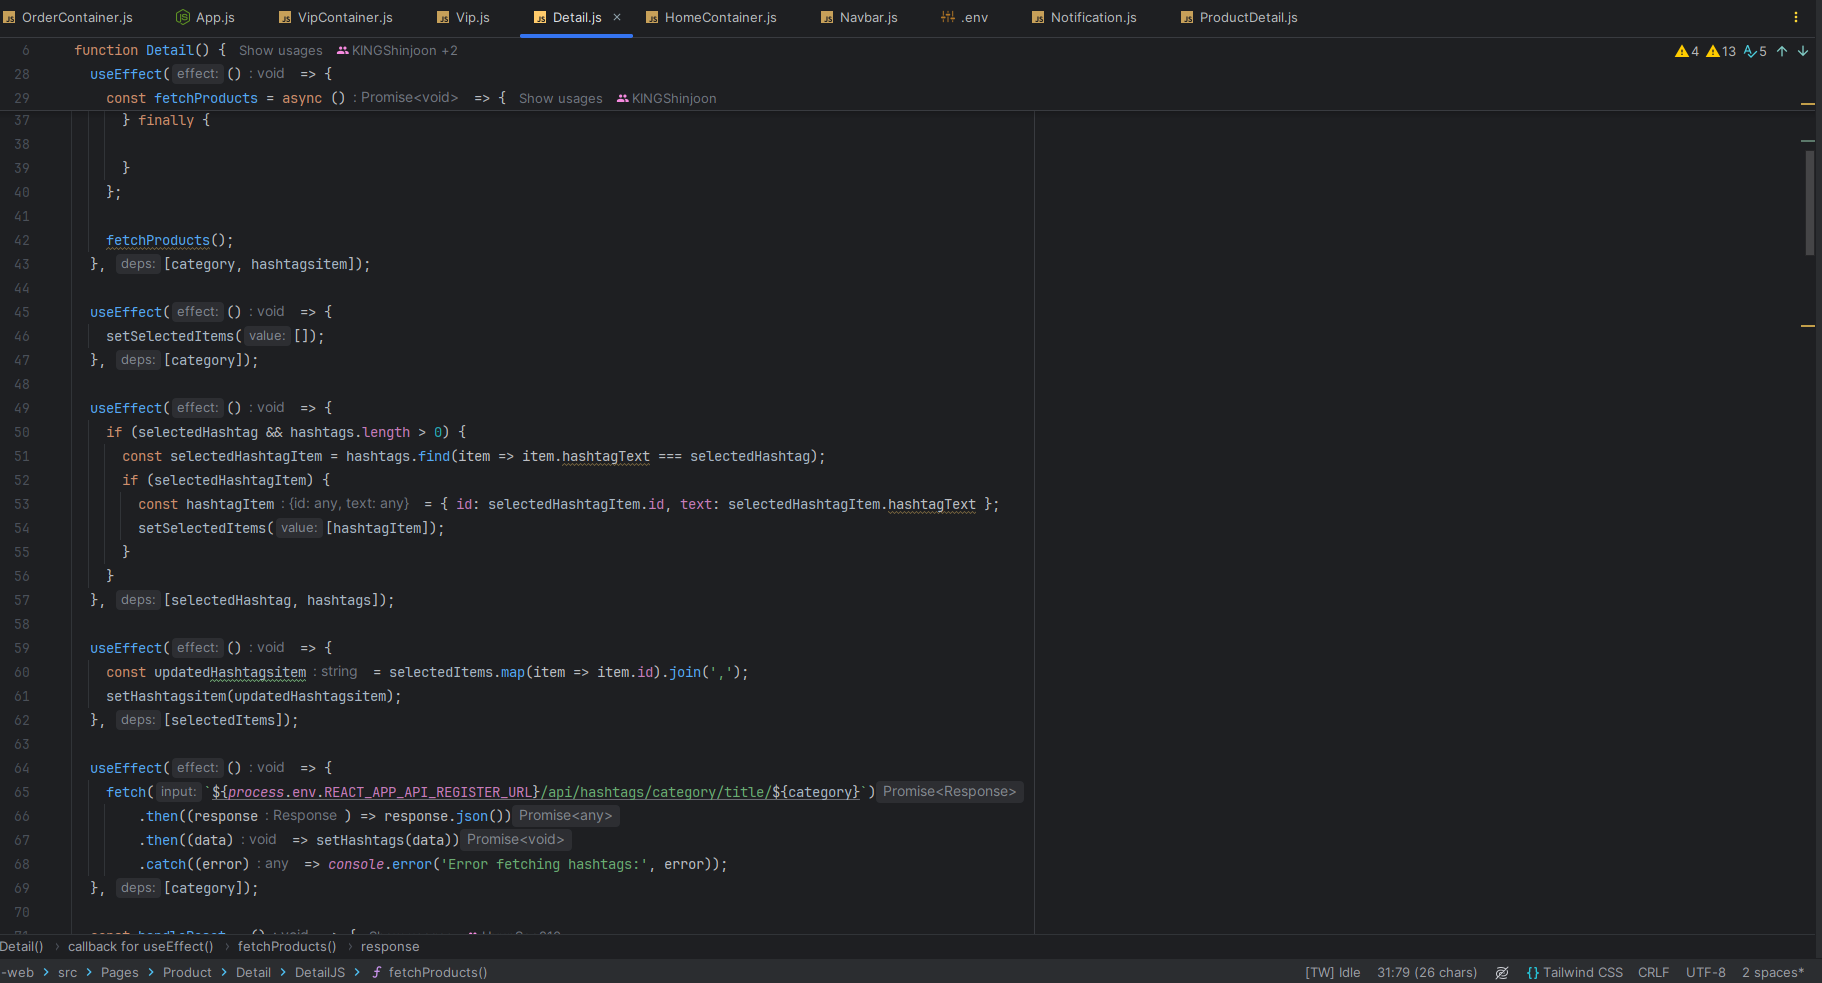 OrderContainer.js App.js VipContainer.js Vip.js Detail.js × HomeContainer.js Navbar.js .env Notification.js ProductDetail.js
6 function Detail() { Show usages KINGShinjoon +2 4 13 5
28 useEffect( effect: () : void => {
29 const fetchProducts = async () : Promise<void> => { Show usages KINGShinjoon
37 } finally {
38
39 }
40 };
41
42 fetchProducts();
43 }, deps: [category, hashtagsitem]);
44
45 useEffect( effect: () : void => {
46 setSelectedItems( value: []);
47 }, deps: [category]);
48
49 useEffect( effect: () : void => {
50 if (selectedHashtag && hashtags.length > 0) {
51 const selectedHashtagItem = hashtags.find(item => item.hashtagText === selectedHashtag);
52 if (selectedHashtagItem) {
53 const hashtagItem : {id: any, text: any} = { id: selectedHashtagItem.id, text: selectedHashtagItem.hashtagText };
54 setSelectedItems( value: [hashtagItem]);
55 }
56 }
57 }, deps: [selectedHashtag, hashtags]);
58
59 useEffect( effect: () : void => {
60 const updatedHashtagsitem : string = selectedItems.map(item => item.id).join(',');
61 setHashtagsitem(updatedHashtagsitem);
62 }, deps: [selectedItems]);
63
64 useEffect( effect: () : void => {
65 fetch( input: `${process.env.REACT_APP_API_REGISTER_URL}/api/hashtags/category/title/${category}`) Promise<Response>
66 .then((response : Response ) => response.json()) Promise<any>
67 .then((data) : void => setHashtags(data)) Promise<void>
68 .catch((error) : any => console.error('Error fetching hashtags:', error));
69 }, deps: [category]);
70
Detail() › callback for useEffect() › fetchProducts() › response
-web › src › Pages › Product › Detail › DetailJS › fetchProducts() [TW] Idle 31:79 (26 chars) {} Tailwind CSS CRLF UTF-8 2 spaces*